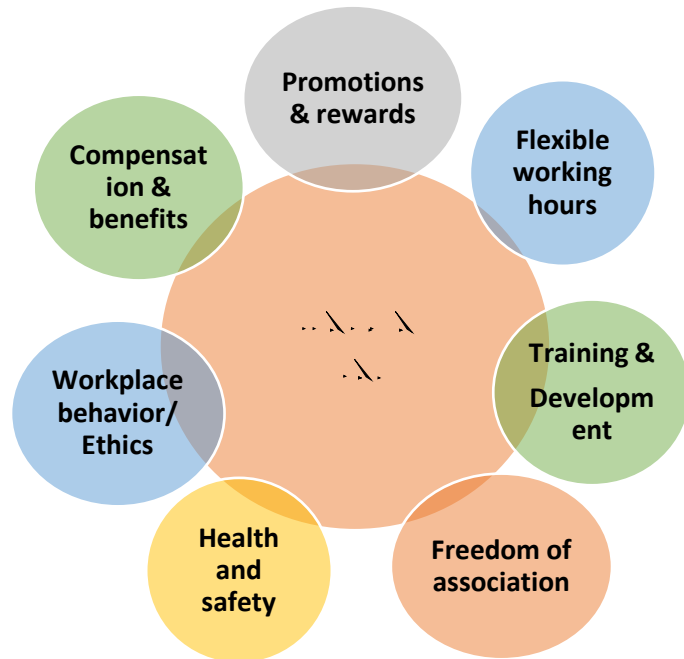 Promotions
& rewards
Flexible
working
hours
Training &
Developm
ent
Freedom of
association
Health
and
safety
Workplace
behavior/
Ethics
Compensat
ion &
benefits